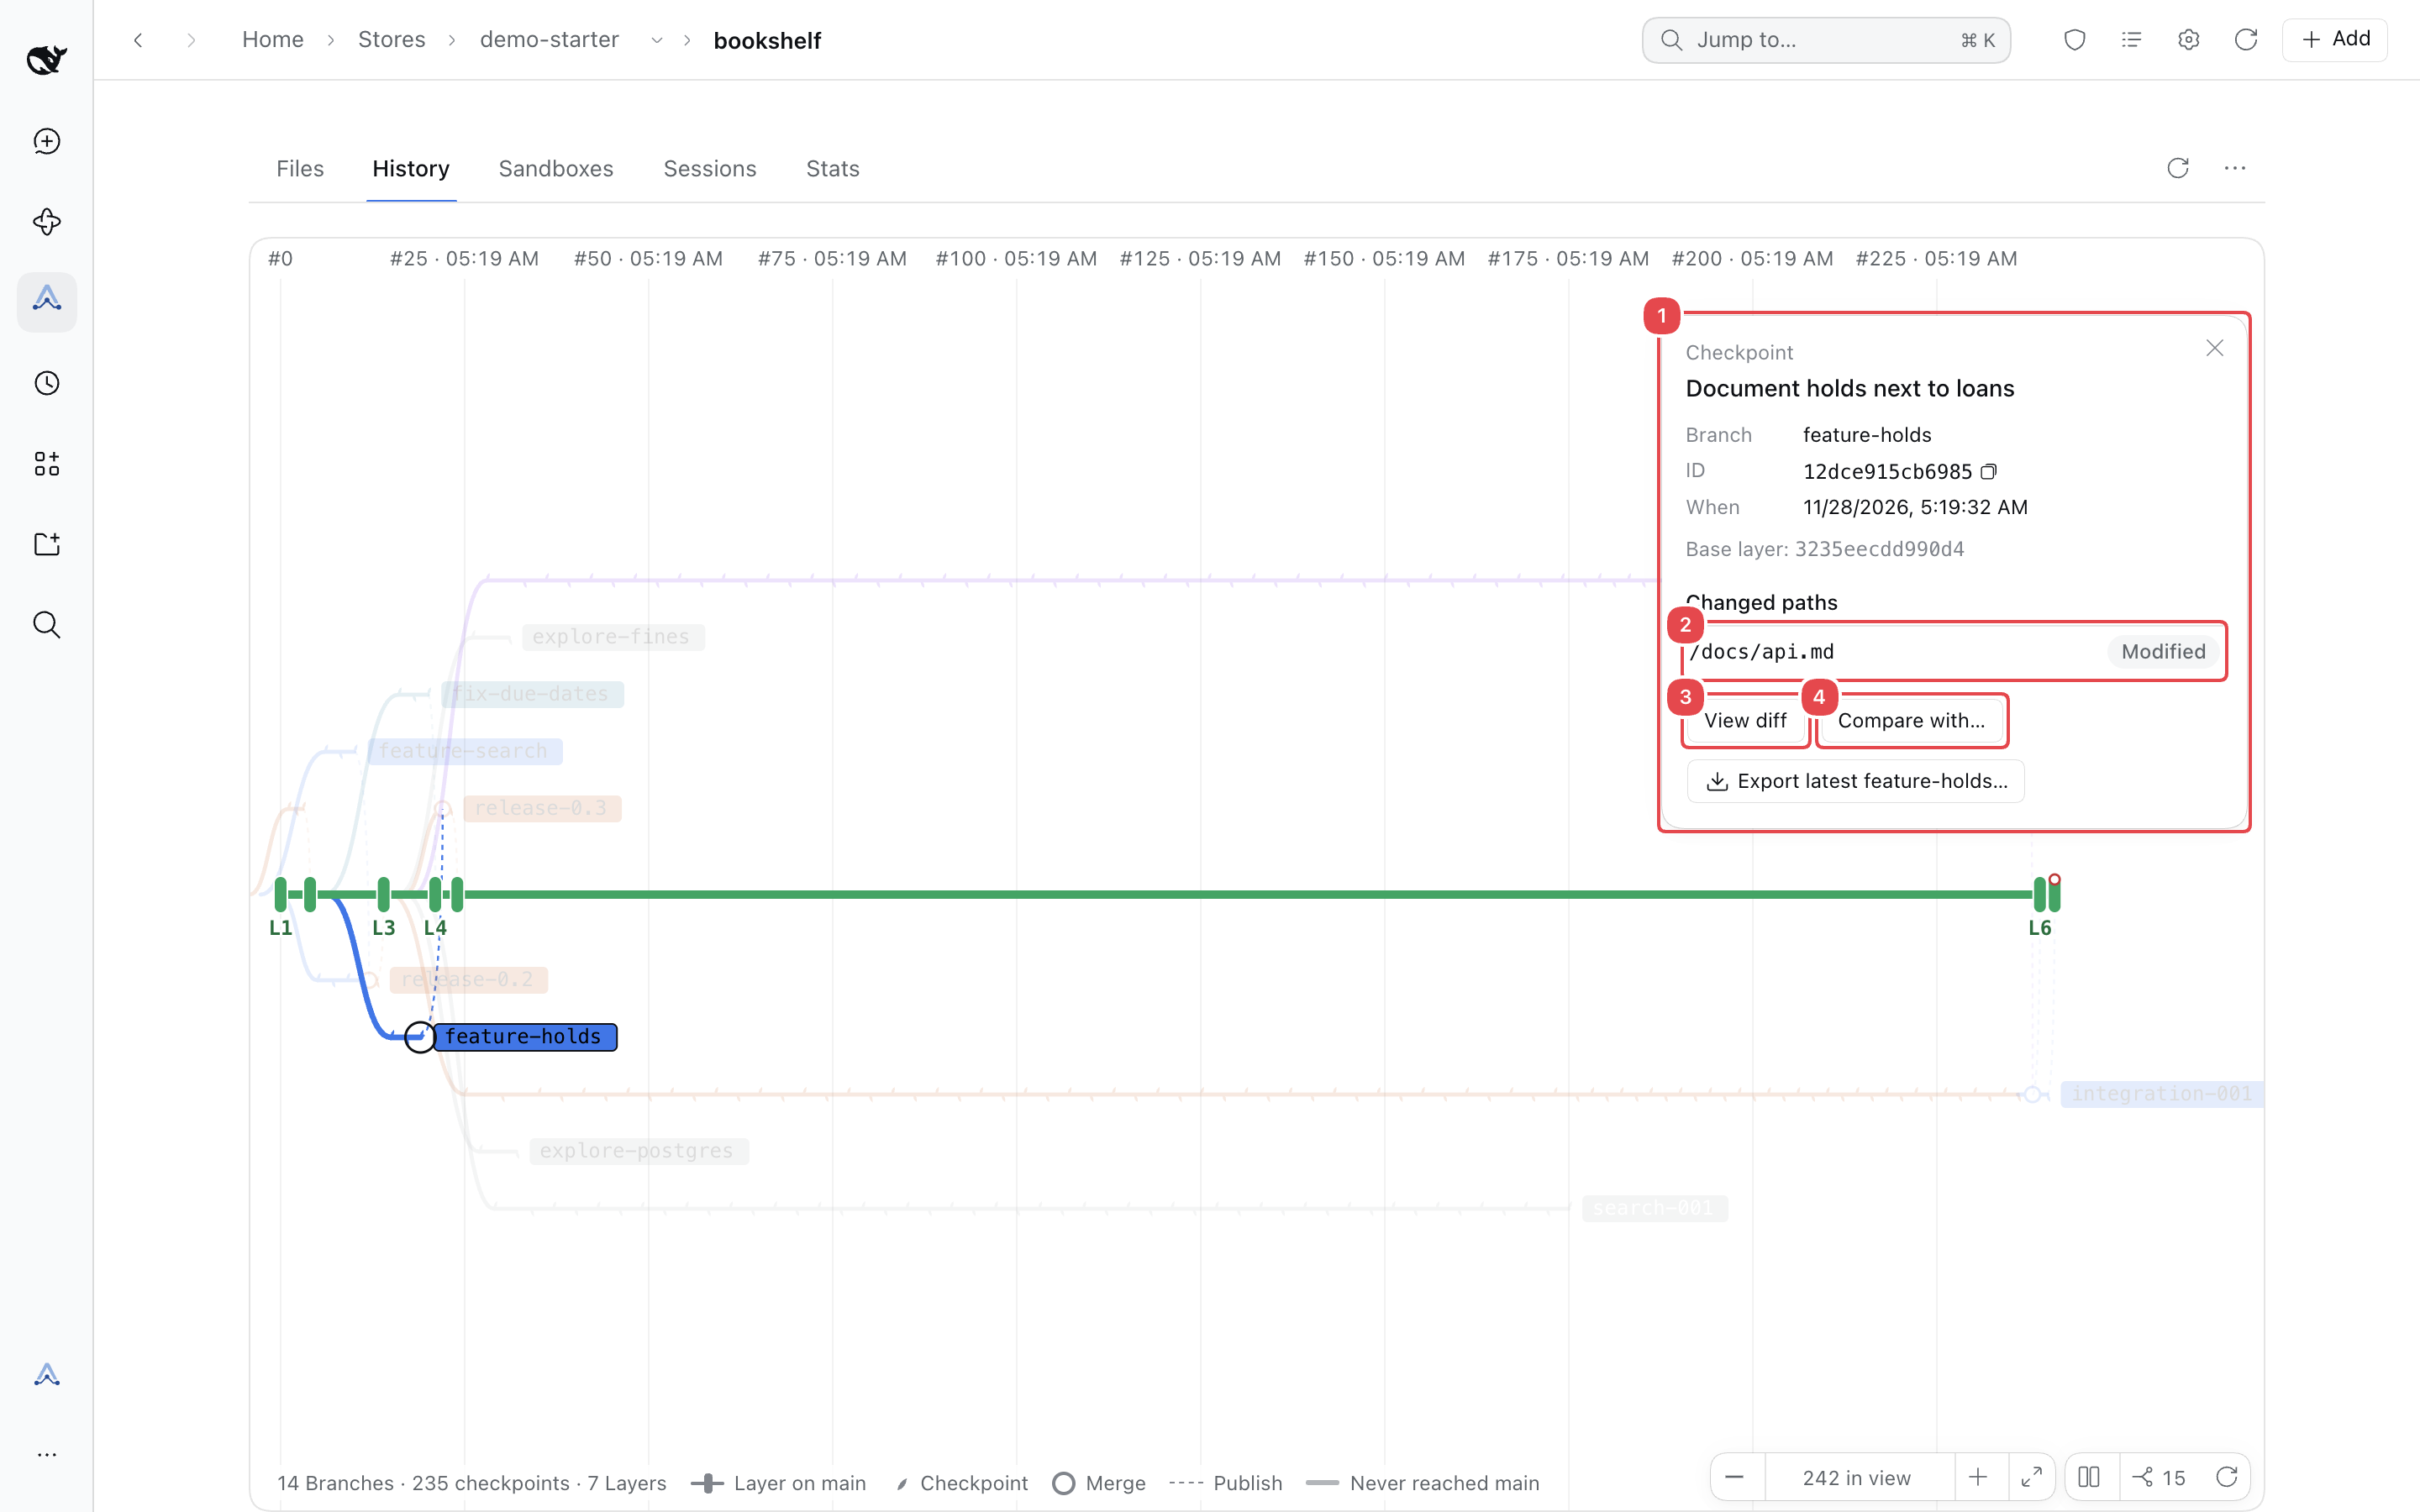 Home
Stores
demo-starter
bookshelf
Jump to...
⌘ K
Add
Files
History
Sandboxes
Sessions
Stats
#0
#25 · 05:19 AM
#50 · 05:19 AM
#75 · 05:19 AM
#100 · 05:19 AM
#125 · 05:19 AM
#150 · 05:19 AM
#175 · 05:19 AM
#200 · 05:19 AM
#225 · 05:19 AM
1
Checkpoint
Document holds next to loans
Branch feature-holds
ID 12dce915cb6985
When 11/28/2026, 5:19:32 AM
Base layer: 3235eecdd990d4
Changed paths
2
/docs/api.md Modified
3
View diff
4
Compare with...
Export latest feature-holds...
explore-fines
fix-due-dates
feature-search
release-0.3
L1
L3
L4
L6
release-0.2
feature-holds
integration-001
explore-postgres
search-001
14 Branches · 235 checkpoints · 7 Layers
Layer on main
Checkpoint
Merge
Publish
Never reached main
242 in view
15